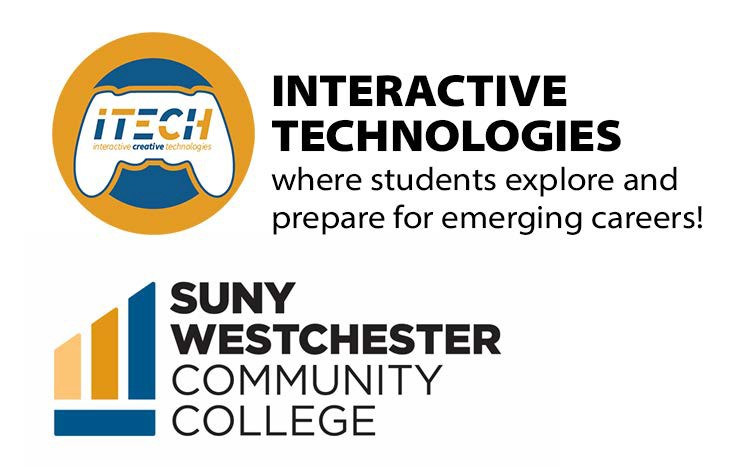 iTECH
interactive creative technologies
INTERACTIVE
TECHNOLOGIES
where students explore and
prepare for emerging careers!
SUNY
WESTCHESTER
COMMUNITY
COLLEGE